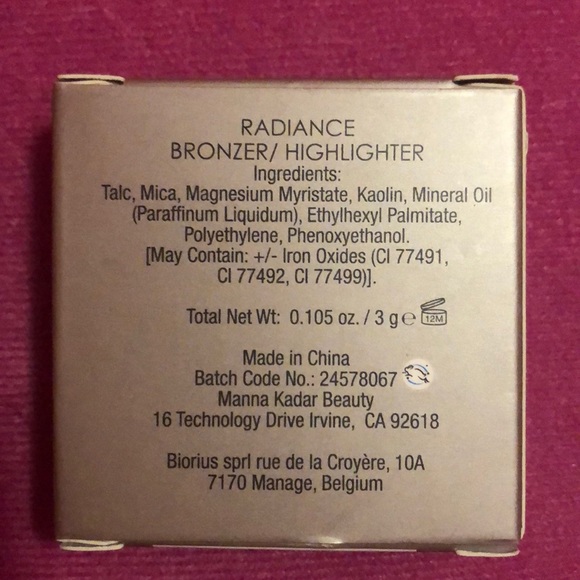 RADIANCE
BRONZER/ HIGHLIGHTER
Ingredients:
Talc, Mica, Magnesium Myristate, Kaolin, Mineral Oil
(Paraffinum Liquidum), Ethylhexyl Palmitate,
Polyethylene, Phenoxyethanol.
[May Contain: +/- Iron Oxides (CI 77491,
CI 77492, CI 77499)].
Total Net Wt: 0.105 oz. / 3 g ℮ 12M
Made in China
Batch Code No.: 24578067
Manna Kadar Beauty
16 Technology Drive Irvine, CA 92618
Biorius sprl rue de la Croyère, 10A
7170 Manage, Belgium